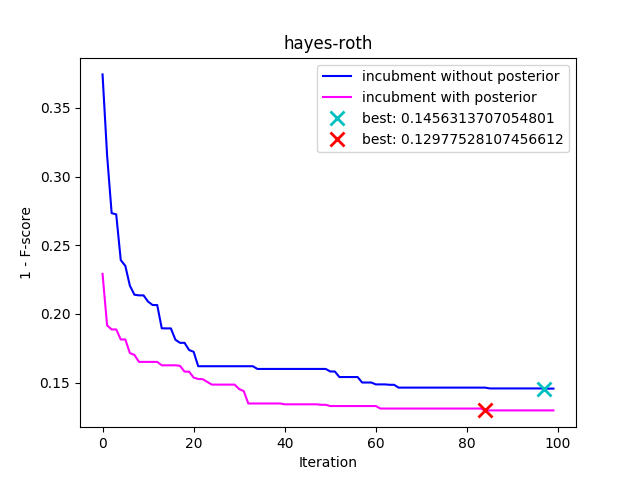 hayes-roth
incubment without posterior
incubment with posterior
best: 0.1456313707054801
best: 0.12977528107456612
1 - F-score
0.35
0.30
0.25
0.20
0.15
0
20
40
60
80
100
Iteration